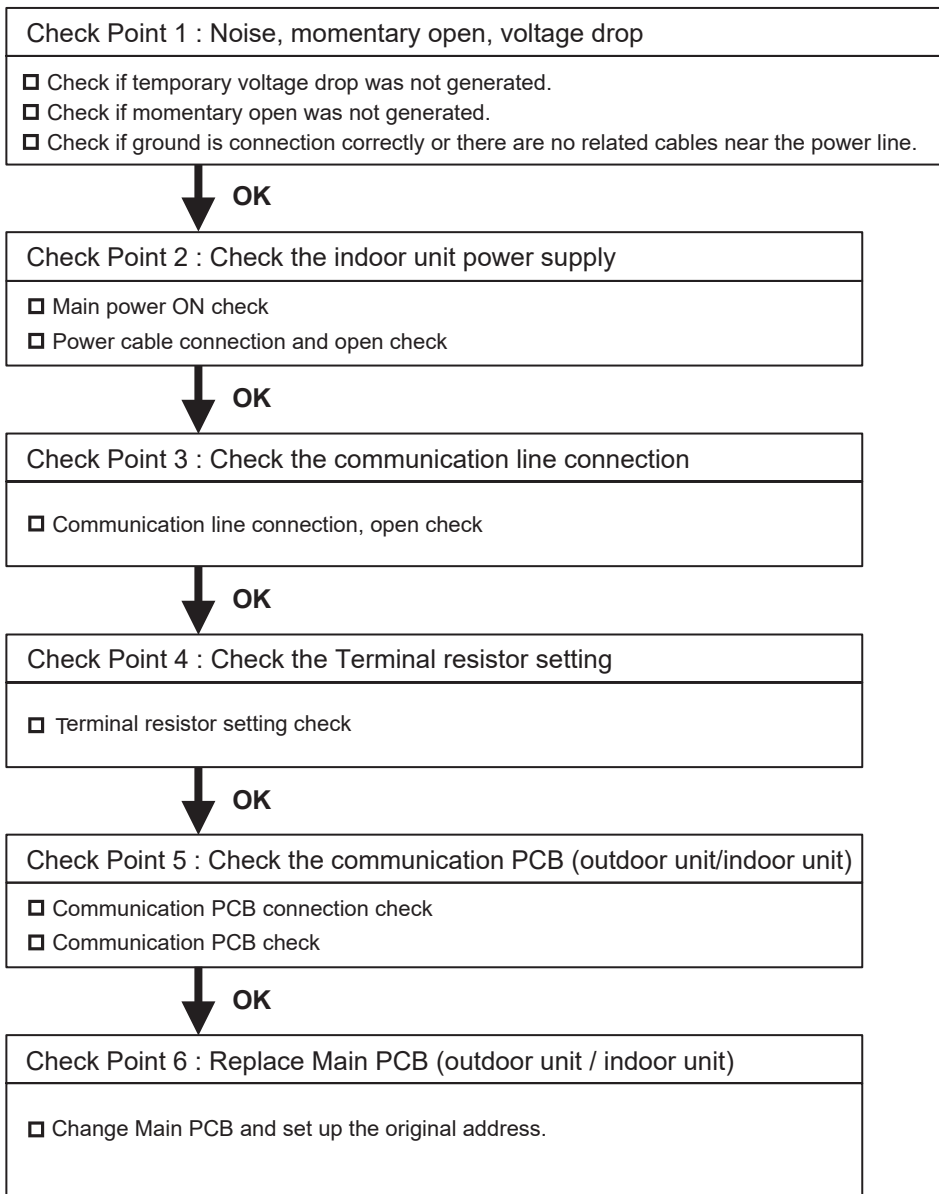 Check Point 1 : Noise, momentary open, voltage drop
Check if temporary voltage drop was not generated.
Check if momentary open was not generated.
Check if ground is connection correctly or there are no related cables near the power line.
OK
Check Point 2 : Check the indoor unit power supply
Main power ON check
Power cable connection and open check
OK
Check Point 3 : Check the communication line connection
Communication line connection, open check
OK
Check Point 4 : Check the Terminal resistor setting
Terminal resistor setting check
OK
Check Point 5 : Check the communication PCB (outdoor unit/indoor unit)
Communication PCB connection check
Communication PCB check
OK
Check Point 6 : Replace Main PCB (outdoor unit / indoor unit)
Change Main PCB and set up the original address.